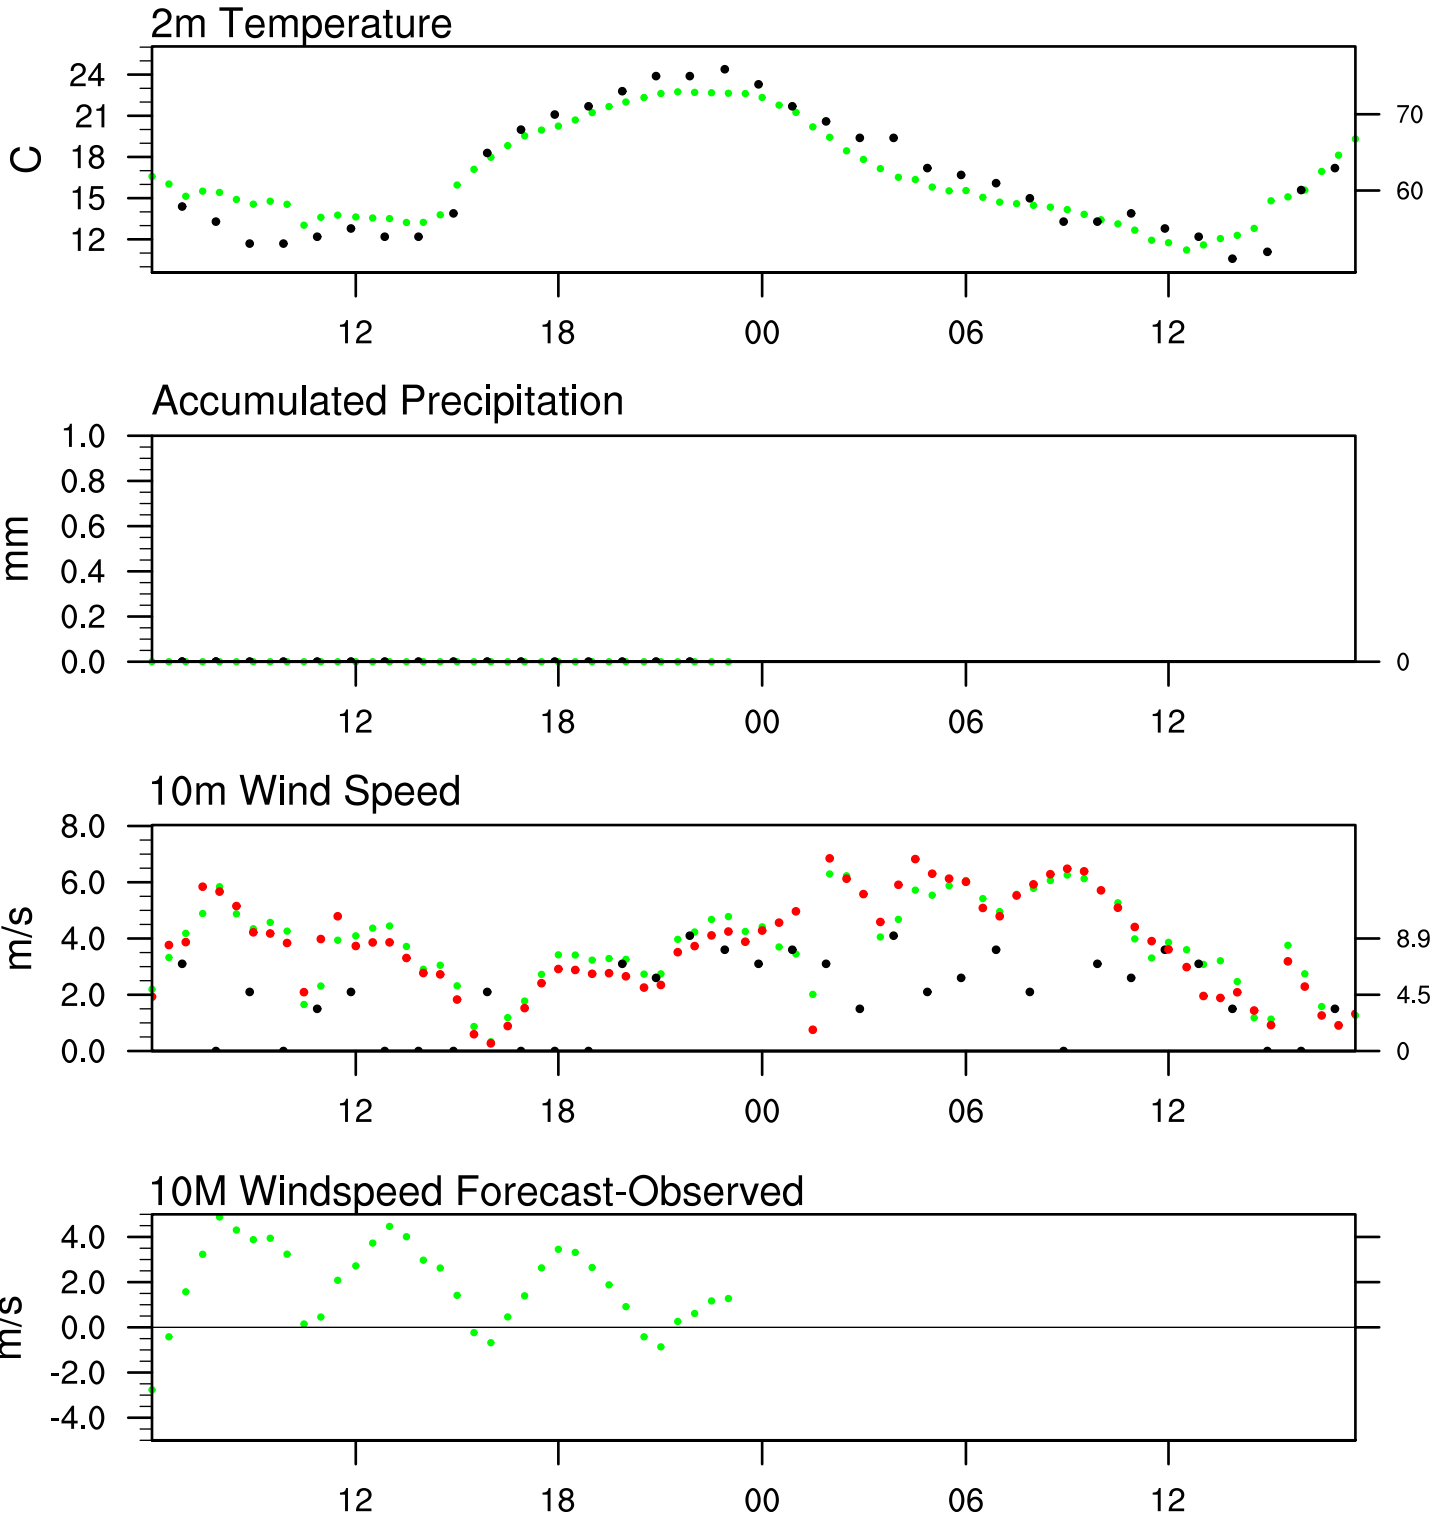 2m Temperature
24
21
18
15
12
C
70
60
12 18 00 06 12
Accumulated Precipitation
1.0
0.8
0.6
0.4
0.2
0.0
mm
0
12 18 00 06 12
10m Wind Speed
8.0
6.0
4.0
2.0
0.0
m/s
8.9
4.5
0
12 18 00 06 12
10M Windspeed Forecast-Observed
4.0
2.0
0.0
-2.0
-4.0
m/s
12 18 00 06 12